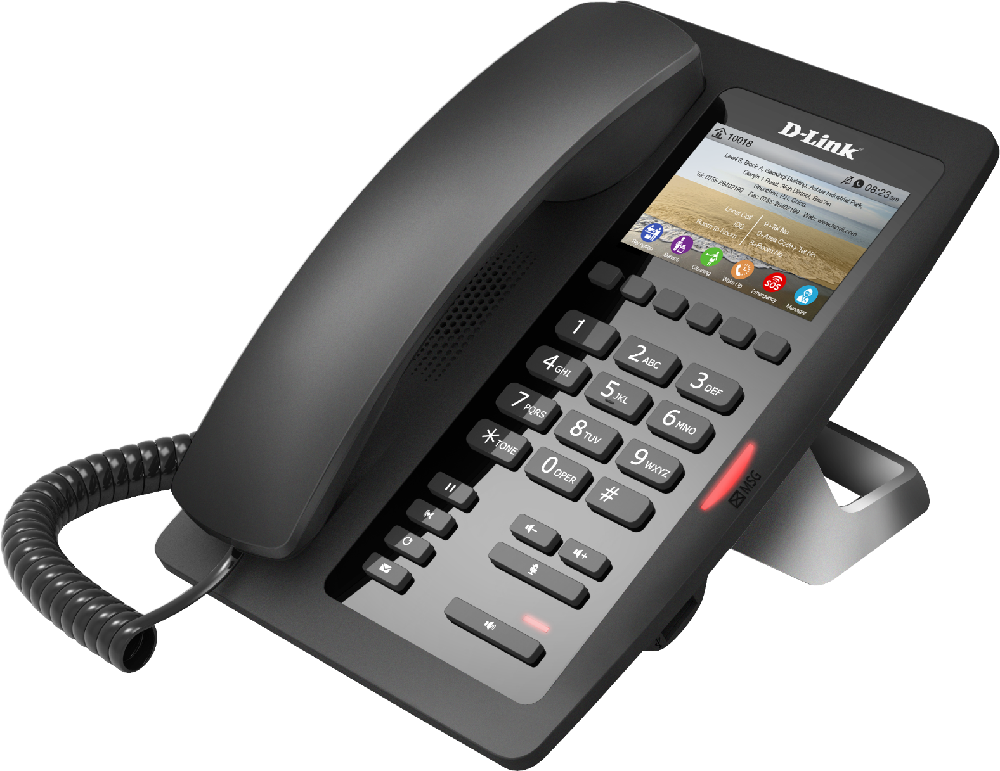 D-Link
10018
08:23am
Level 3, Block A, Gaoxinqi Building, Anhua Industrial Park,
Qianjin 1 Road, 35th District, Bao'An
Shenzhen, P.R. China.
Tel: 0755-26402199 Fax: 0755-26402199 Web: www.fanvil.com
Local Call 9+Tel No
IDD 9+Area Code+ Tel No
Room to Room 8+Room No
SOS
Reception Service Cleaning Wake Up Emergency Manager
1 2 ABC 3 DEF
4 GHI 5 JKL 6 MNO
7 PQRS 8 TUV 9 WXYZ
* TONE 0 OPER #
MSG